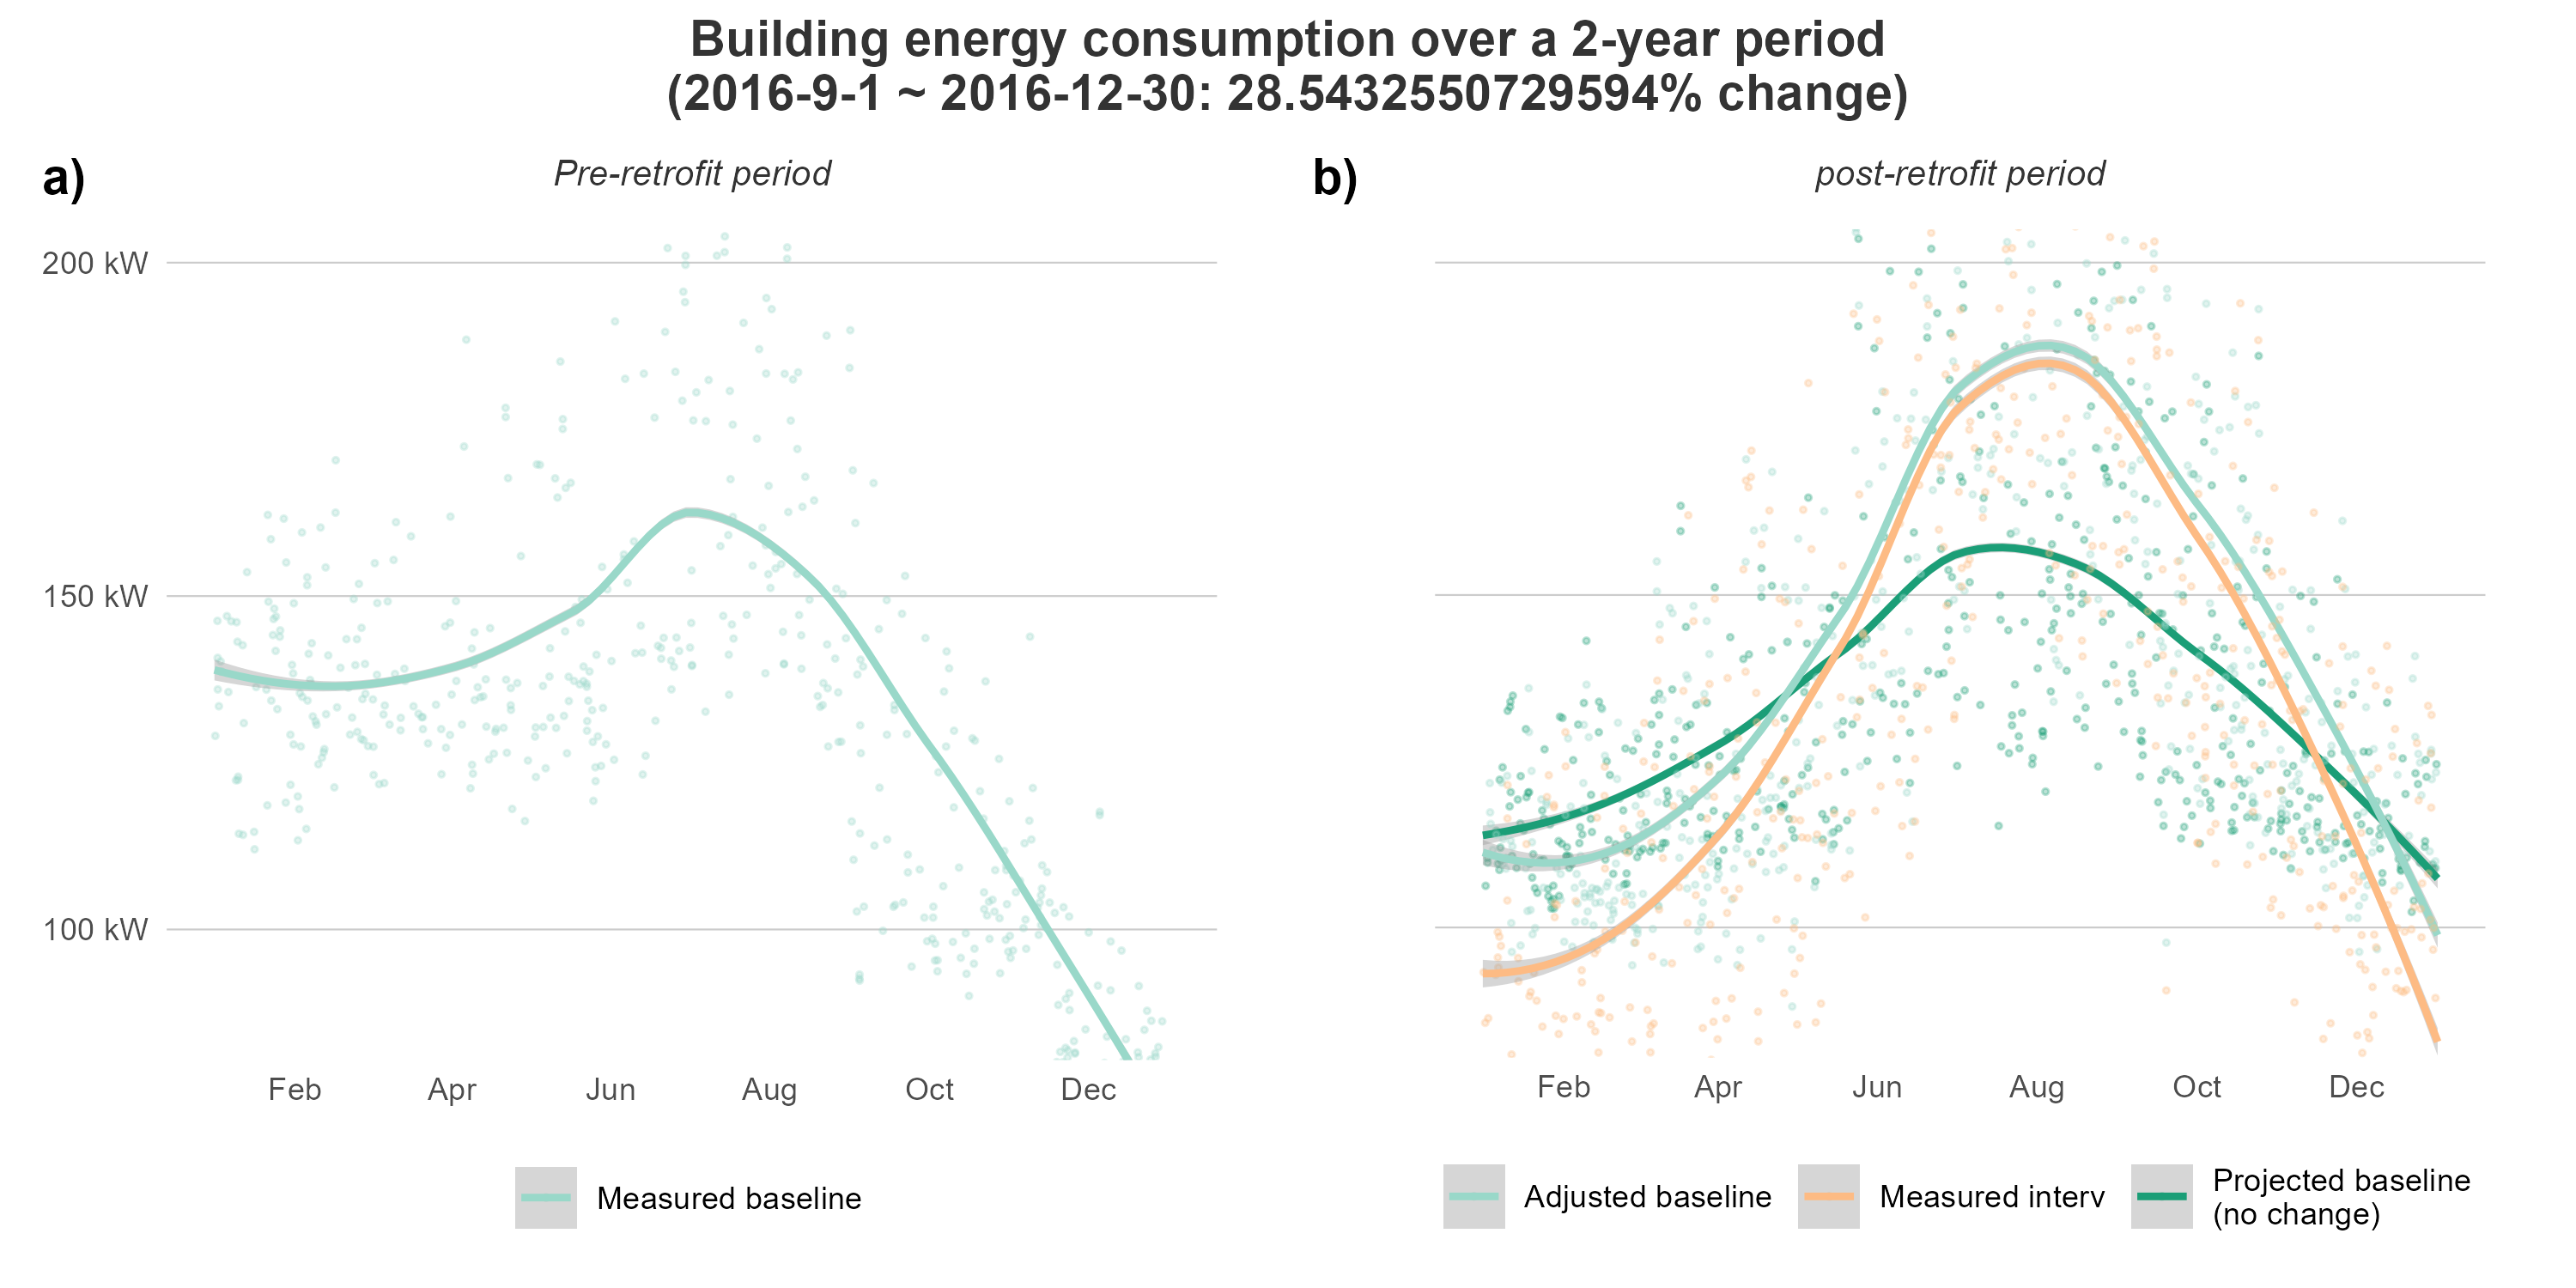 Building energy consumption over a 2-year period
(2016-9-1 ~ 2016-12-30: 28.5432550729594% change)
a)
Pre-retrofit period
200 kW
150 kW
100 kW
Feb Apr Jun Aug Oct Dec
Measured baseline
b)
post-retrofit period
Feb Apr Jun Aug Oct Dec
Adjusted baseline
Measured interv
Projected baseline
(no change)